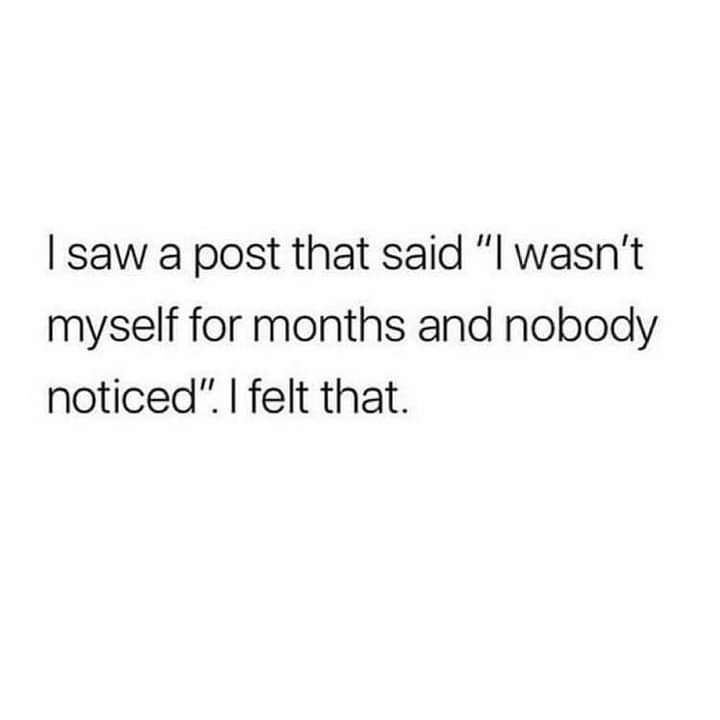 I saw a post that said "I wasn't
myself for months and nobody
noticed". I felt that.